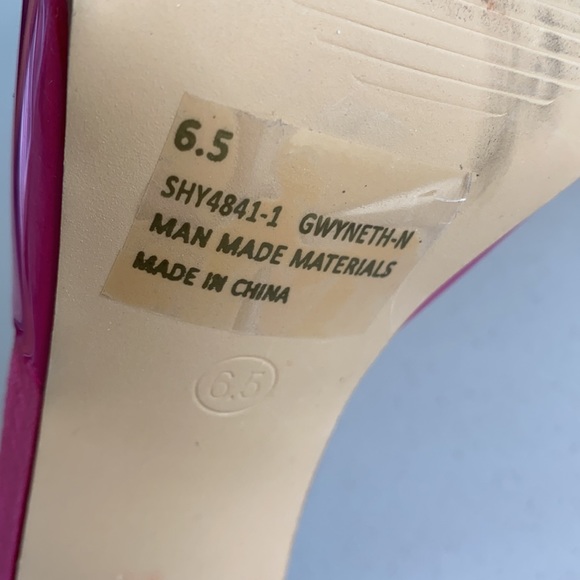 6.5
SHY4841-1 GWYNETH-N
MAN MADE MATERIALS
MADE IN CHINA
6.5